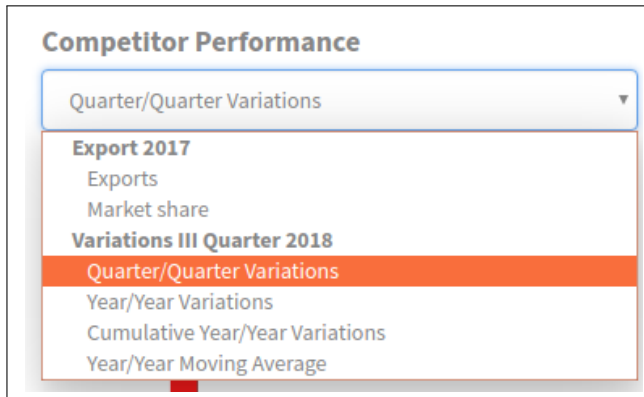 Competitor Performance
Quarter/Quarter Variations
Export 2017
Exports
Market share
Variations III Quarter 2018
Quarter/Quarter Variations
Year/Year Variations
Cumulative Year/Year Variations
Year/Year Moving Average